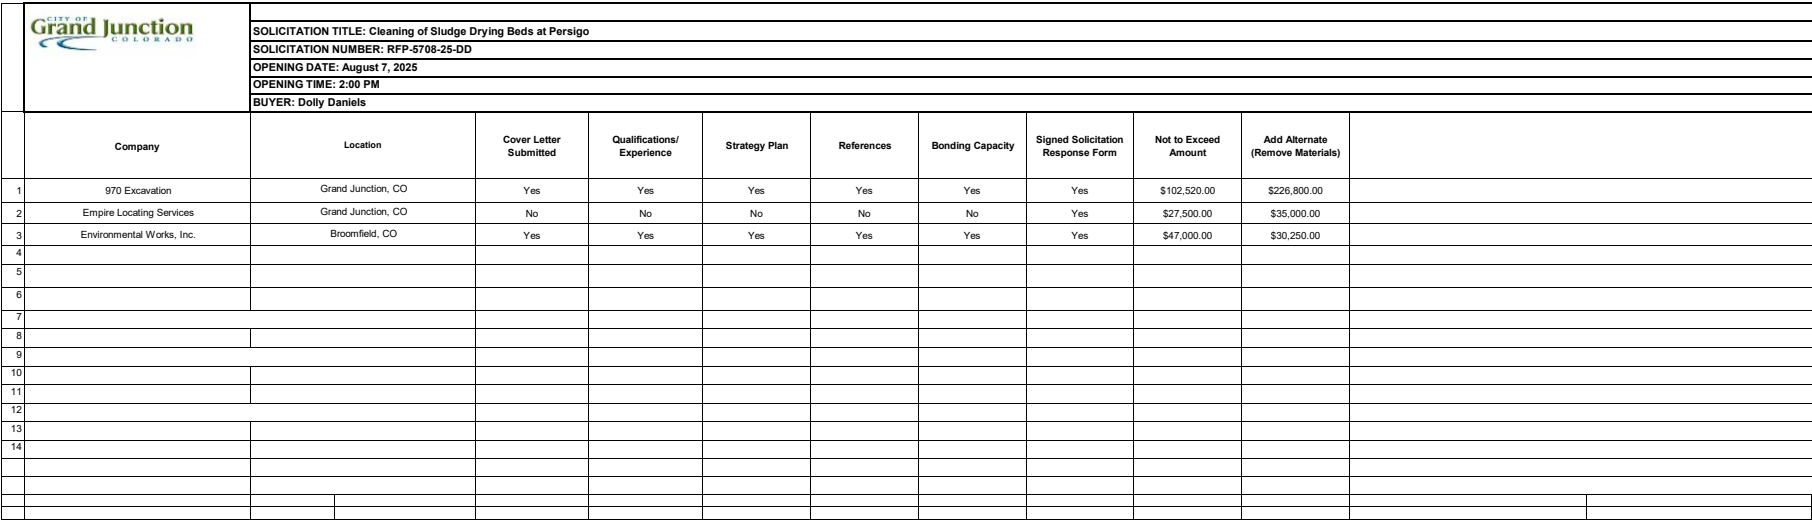 CITY OF
Grand Junction
COLORADO
SOLICITATION TITLE: Cleaning of Sludge Drying Beds at Persigo
SOLICITATION NUMBER: RFP-5708-25-DD
OPENING DATE: August 7, 2025
OPENING TIME: 2:00 PM
BUYER: Dolly Daniels
Company Location Cover Letter Submitted Qualifications/ Experience Strategy Plan References Bonding Capacity Signed Solicitation Response Form Not to Exceed Amount Add Alternate (Remove Materials)
1 970 Excavation Grand Junction, CO Yes Yes Yes Yes Yes Yes $102,520.00 $226,800.00
2 Empire Locating Services Grand Junction, CO No No No No No Yes $27,500.00 $35,000.00
3 Environmental Works, Inc. Broomfield, CO Yes Yes Yes Yes Yes Yes $47,000.00 $30,250.00
4
5
6
7
8
9
10
11
12
13
14